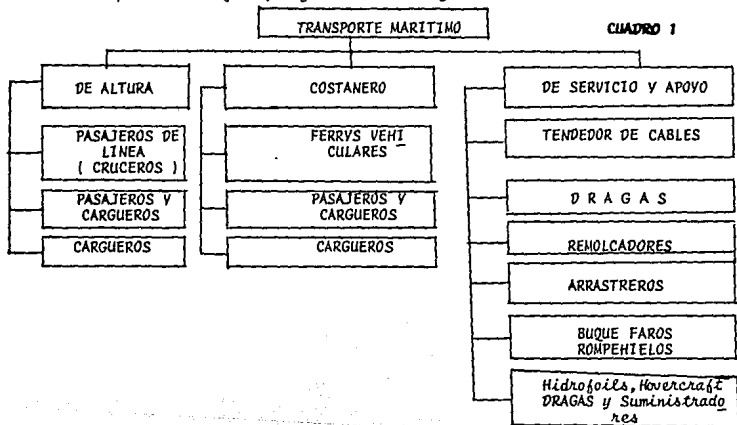 TRANSPORTE MARITIMO
CUADRO 1
DE ALTURA
PASAJEROS DE
LINEA
( CRUCEROS )
PASAJEROS Y
CARGUEROS
CARGUEROS
COSTANERO
FERRYS VEHI
CULARES
PASAJEROS Y
CARGUEROS
CARGUEROS
DE SERVICIO Y APOYO
TENDEDOR DE CABLES
D R A G A S
REMOLCADORES
ARRASTREROS
BUQUE FAROS
ROMPEHIELOS
Hidrofoils, Hovercraft
DRAGAS y Suministrado
res